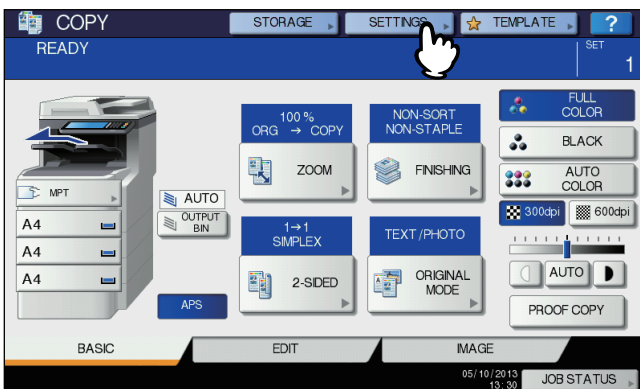 COPY
STORAGE
SETTINGS
TEMPLATE
?
READY
SET
1
100 %
ORG → COPY
NON-SORT
NON-STAPLE
FULL
COLOR
ZOOM
FINISHING
BLACK
MPT
AUTO
AUTO
COLOR
OUTPUT
BIN
300dpi
600dpi
A4
1→1
SIMPLEX
TEXT/PHOTO
A4
2-SIDED
ORIGINAL
MODE
AUTO
A4
APS
PROOF COPY
BASIC
EDIT
IMAGE
05/10/2013
13:30
JOB STATUS